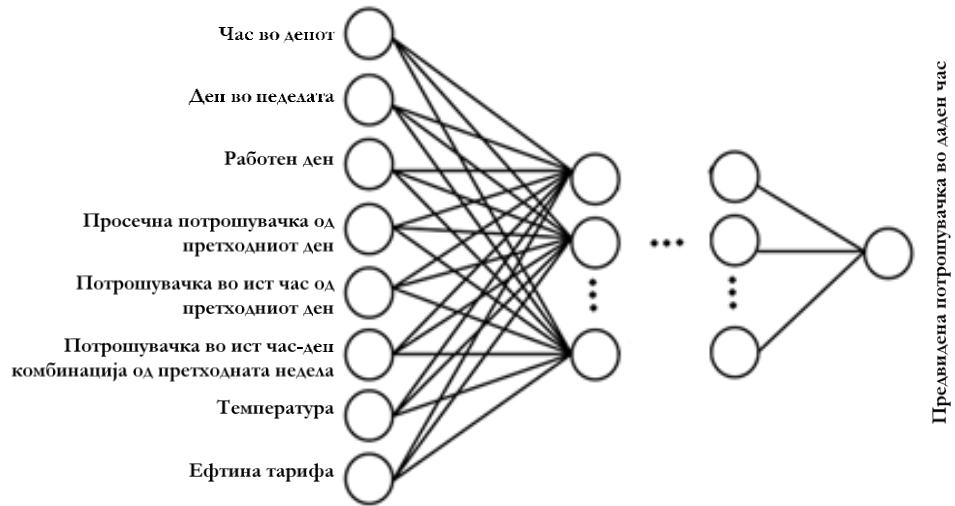 Час во денот
Ден во неделата
Работен ден
Просечна потрошувачка од
претходниот ден
Потрошувачка во ист час од
претходниот ден
Потрошувачка во ист час-ден
комбинација од претходната недела
Температура
Ефтина тарифа
Предвидена потрошувачка во даден час